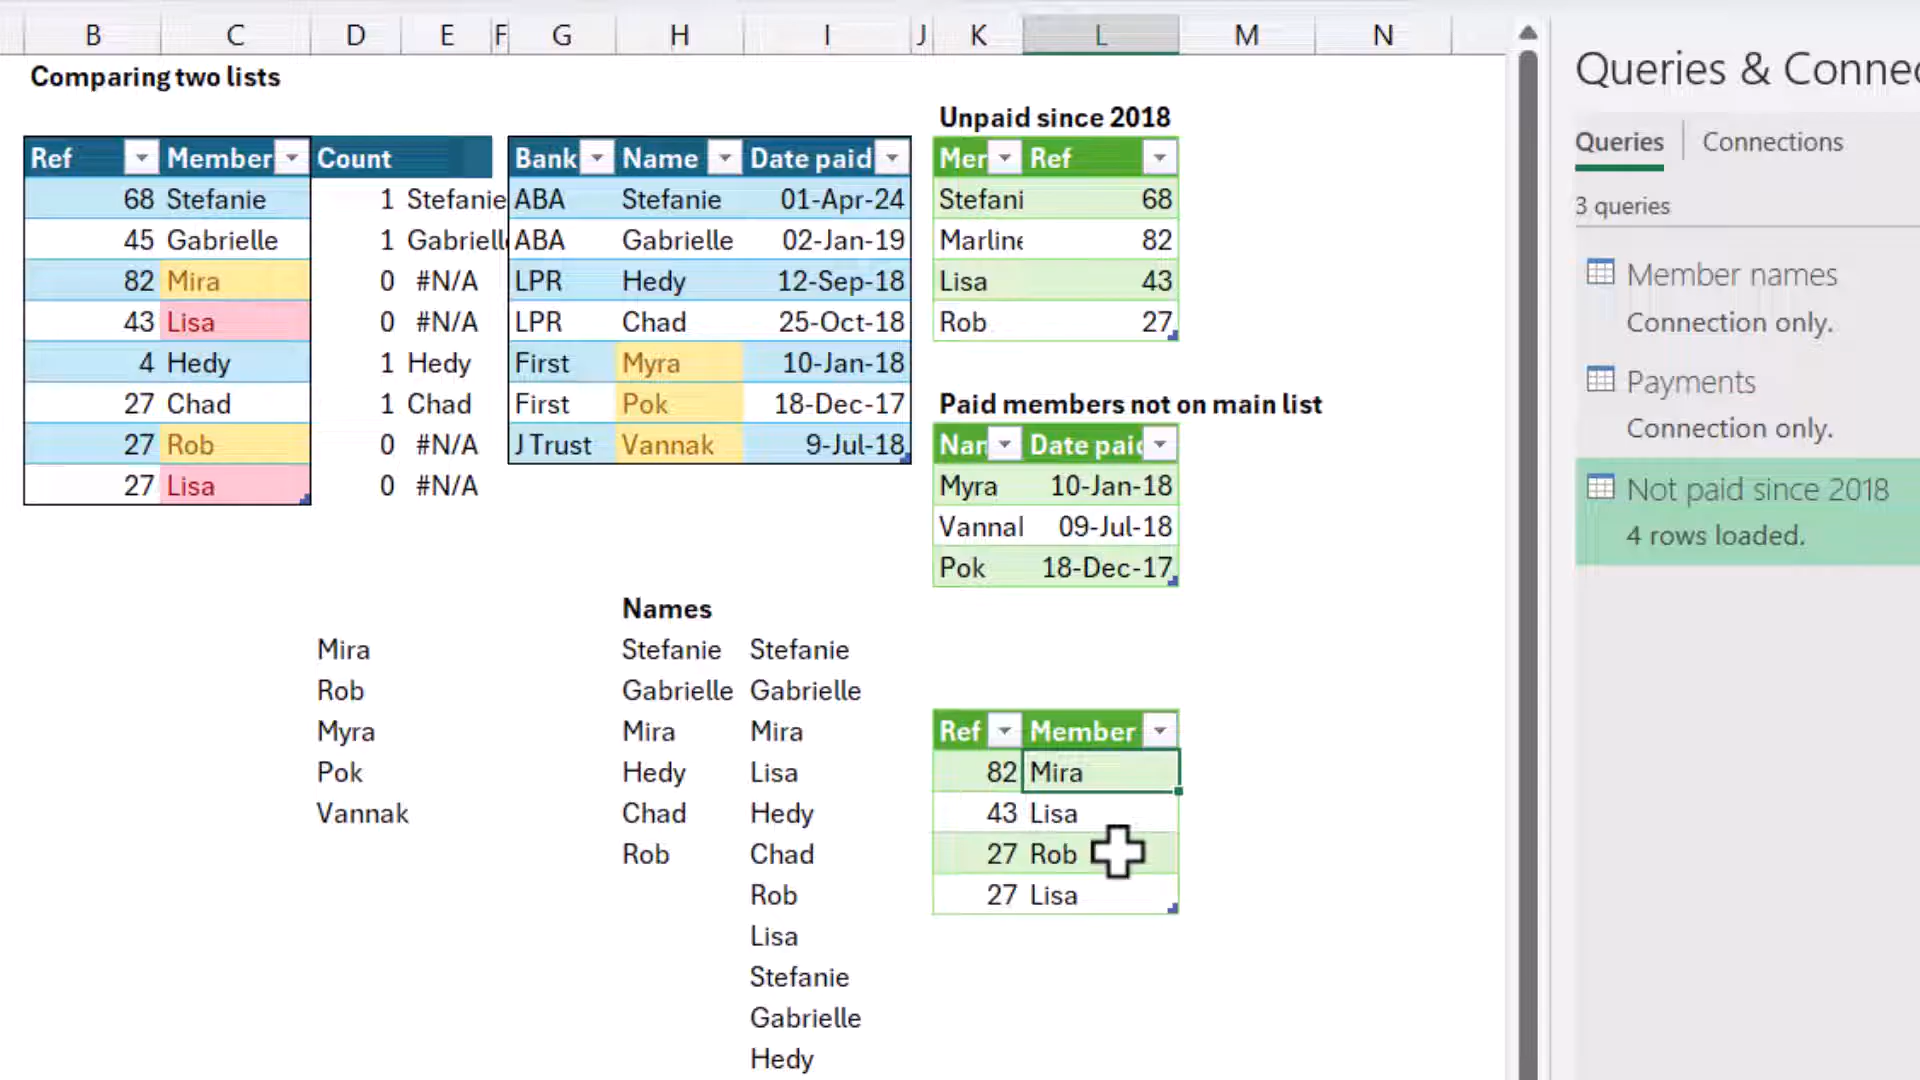 B C D E F G H I J K L M N
Comparing two lists
Ref Member Count
68 Stefanie 1 Stefanie
45 Gabrielle 1
82 Mira 0 #N/A
43 Lisa 0 #N/A
4 Hedy 1 Hedy
27 Chad 1 Chad
27 Rob 0 #N/A
27 Lisa 0 #N/A
Bank Name Date paid
ABA Stefanie 01-Apr-24
ABA Gabrielle 02-Jan-19
LPR Hedy 12-Sep-18
LPR Chad 25-Oct-18
First Myra 10-Jan-18
First Pok 18-Dec-17
J Trust Vannak 9-Jul-18
Unpaid since 2018
Mer Ref
Stefani 68
82
Lisa 43
Rob 27
Paid members not on main list
Nar Date paid
Myra 10-Jan-18
Vannal 09-Jul-18
Pok 18-Dec-17
Mira
Rob
Myra
Pok
Vannak
Names
Stefanie Stefanie
Gabrielle Gabrielle
Mira Mira
Hedy Lisa
Chad Hedy
Rob Chad
Rob
Lisa
Stefanie
Gabrielle
Hedy
Ref Member
82 Mira
43 Lisa
27 Rob
27 Lisa
Queries & Connec
Queries Connections
3 queries
Member names
Connection only.
Payments
Connection only.
Not paid since 2018
4 rows loaded.